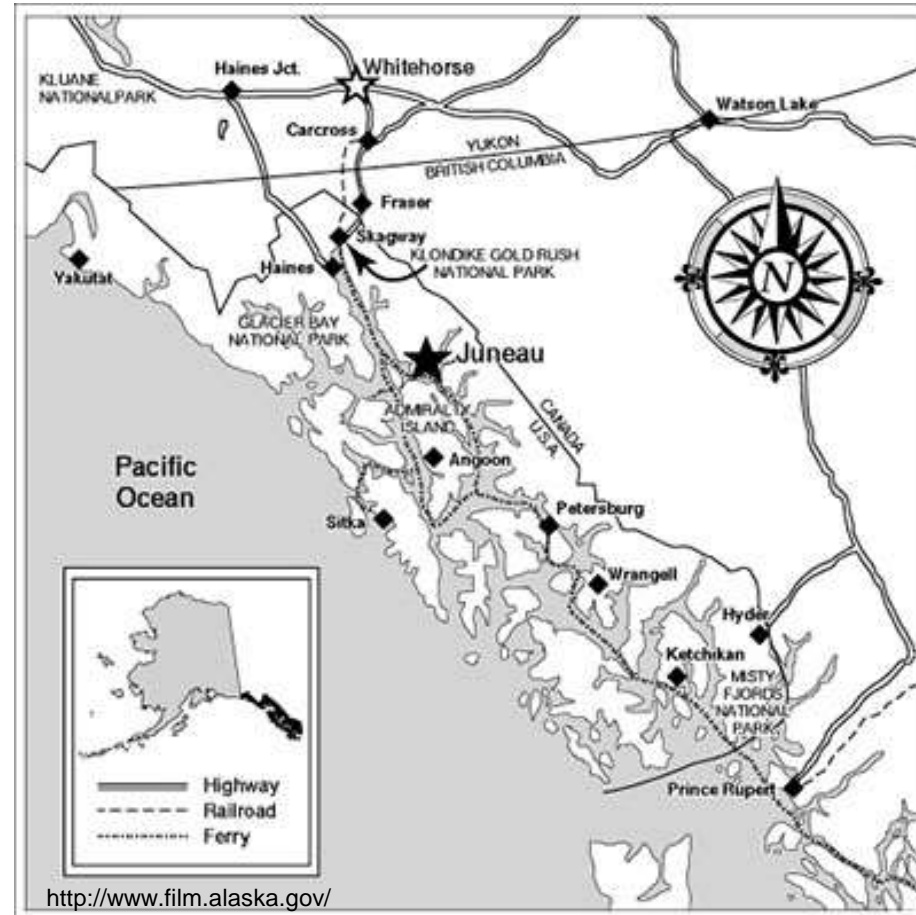 Haines Jct.
Whitehorse
KLUANE
NATIONALPARK
Watson Lake
Carcross
YUKON
BRITISH COLUMBIA
Fraser
Skagway
KLONDIKE GOLD RUSH
NATIONAL PARK
Haines
Yakutat
N
GLACIER BAY
NATIONAL PARK
Juneau
ADMIRALTY
ISLAND
CANADA
U.S.A.
Angoon
Pacific
Ocean
Sitka
Petersburg
Wrangell
Hyder
Ketchikan
MISTY
FJORDS
NATIONAL
PARK
Prince Rupert
Highway
Railroad
Ferry
http://www.film.alaska.gov/